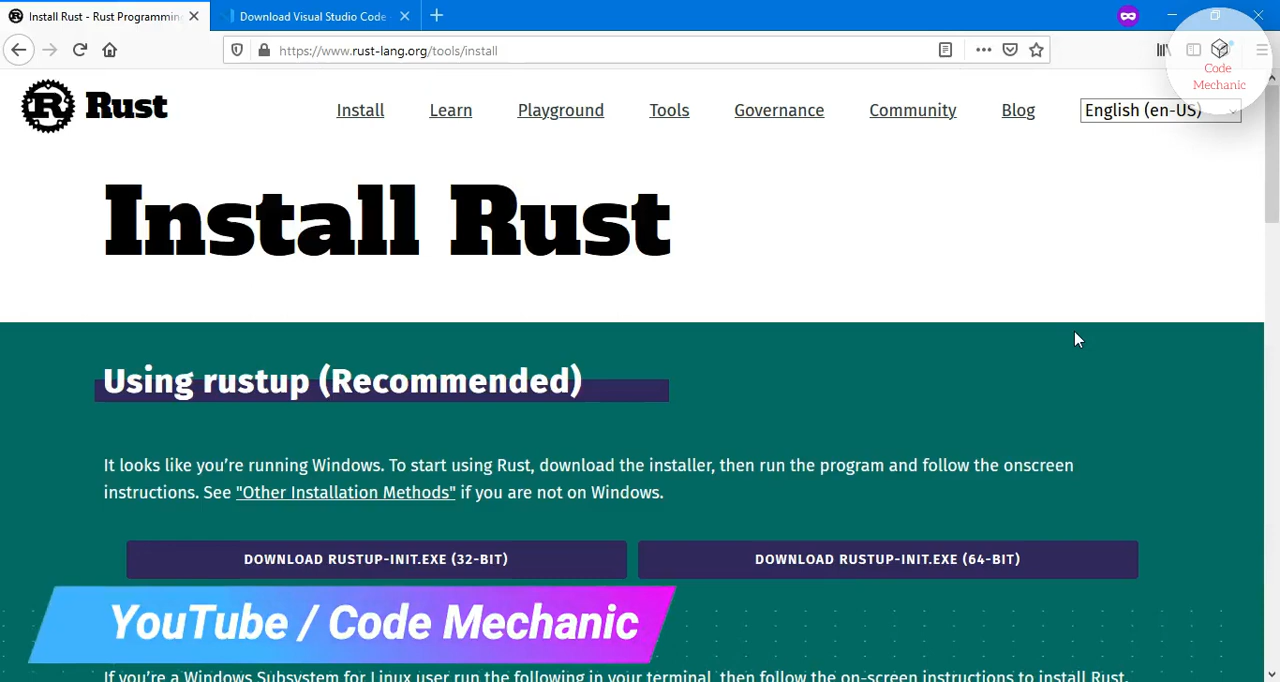 Install Rust - Rust Programmin
Download Visual Studio Code
https://www.rust-lang.org/tools/install
Code
Mechanic
R Rust
Install
Learn
Playground
Tools
Governance
Community
Blog
English (en-US)
Install Rust
Using rustup (Recommended)
It looks like you’re running Windows. To start using Rust, download the installer, then run the program and follow the onscreen
instructions. See "Other Installation Methods" if you are not on Windows.
DOWNLOAD RUSTUP-INIT.EXE (32-BIT)
DOWNLOAD RUSTUP-INIT.EXE (64-BIT)
YouTube / Code Mechanic
If you’re a Windows Subsystem for Linux user run the following in your terminal, then follow the on-screen instructions to install Rust.